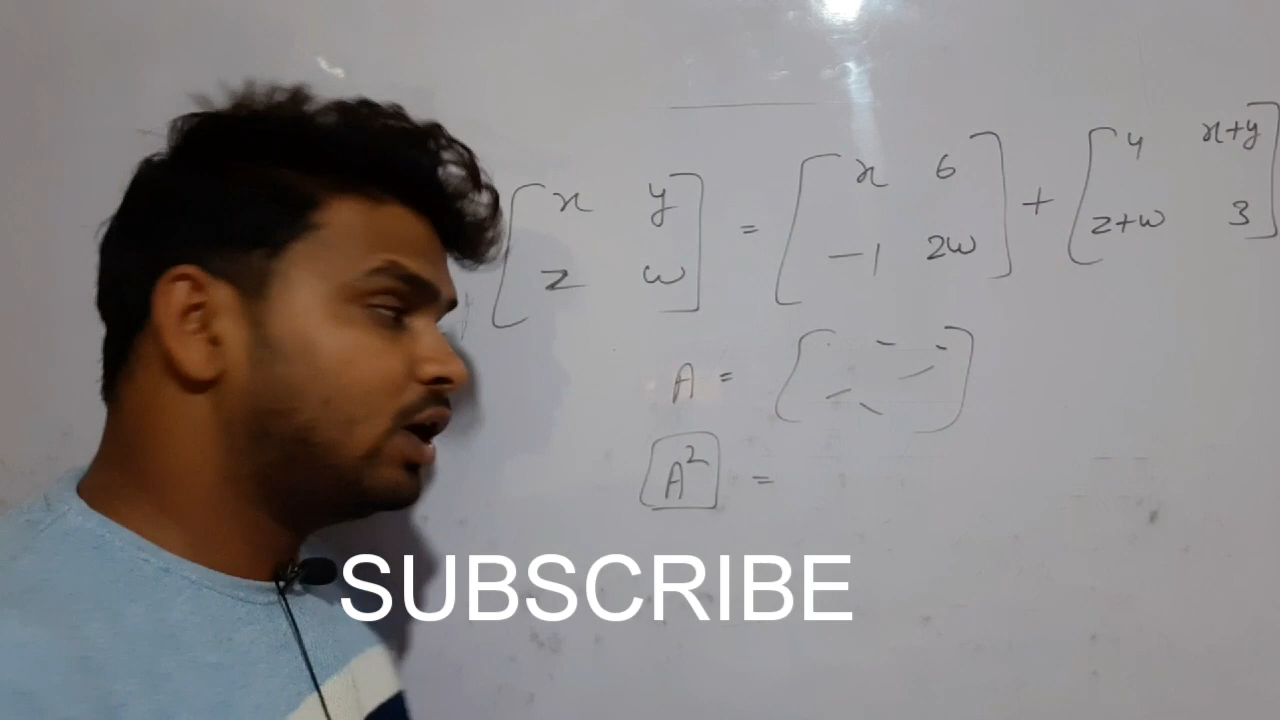 [x y] = [x 6] + [4 x+y]
[z w] [-1 2w] [z+w 3]
A = [ ]
A² =
SUBSCRIBE